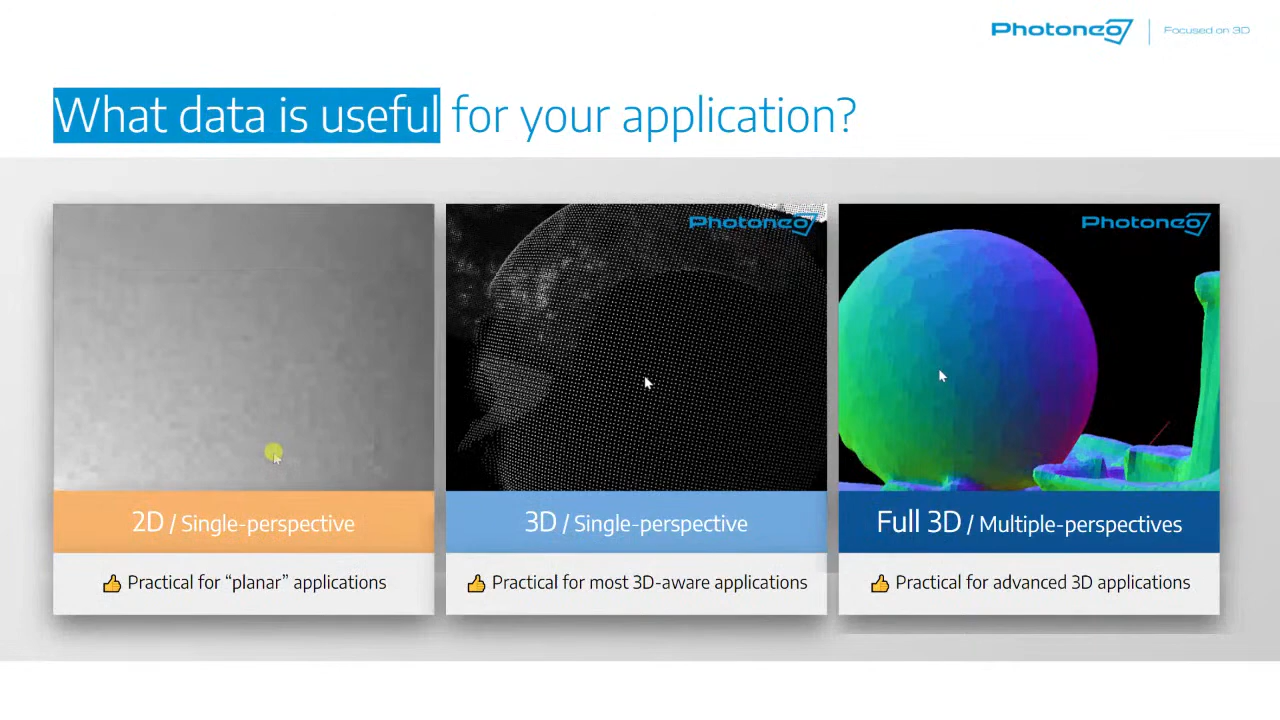 Photoneo
Focused on 3D
What data is useful for your application?
Photoneo
Photoneo
2D / Single-perspective
3D / Single-perspective
Full 3D / Multiple-perspectives
👍 Practical for “planar” applications
👍 Practical for most 3D-aware applications
👍 Practical for advanced 3D applications